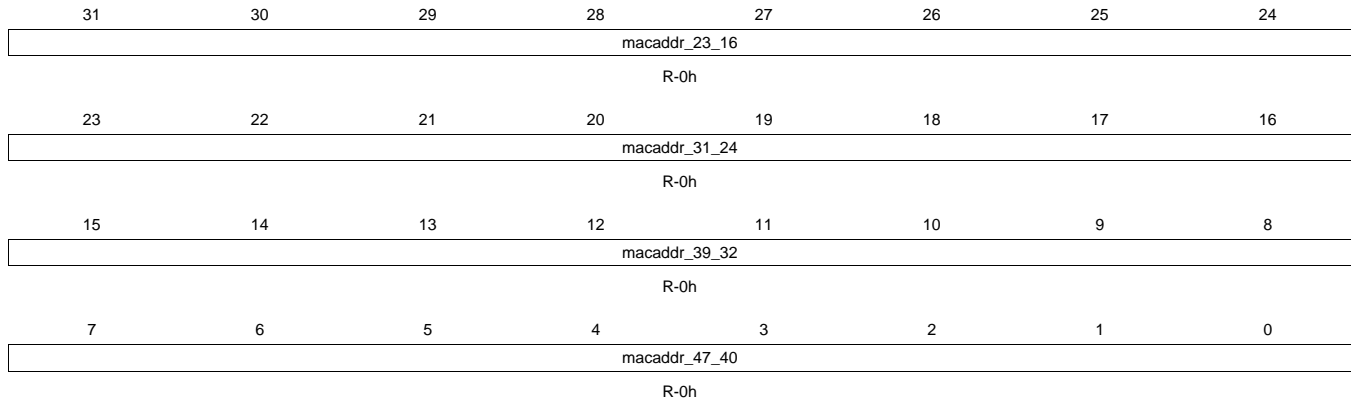 31 30 29 28 27 26 25 24
macaddr_23_16
R-0h
23 22 21 20 19 18 17 16
macaddr_31_24
R-0h
15 14 13 12 11 10 9 8
macaddr_39_32
R-0h
7 6 5 4 3 2 1 0
macaddr_47_40
R-0h